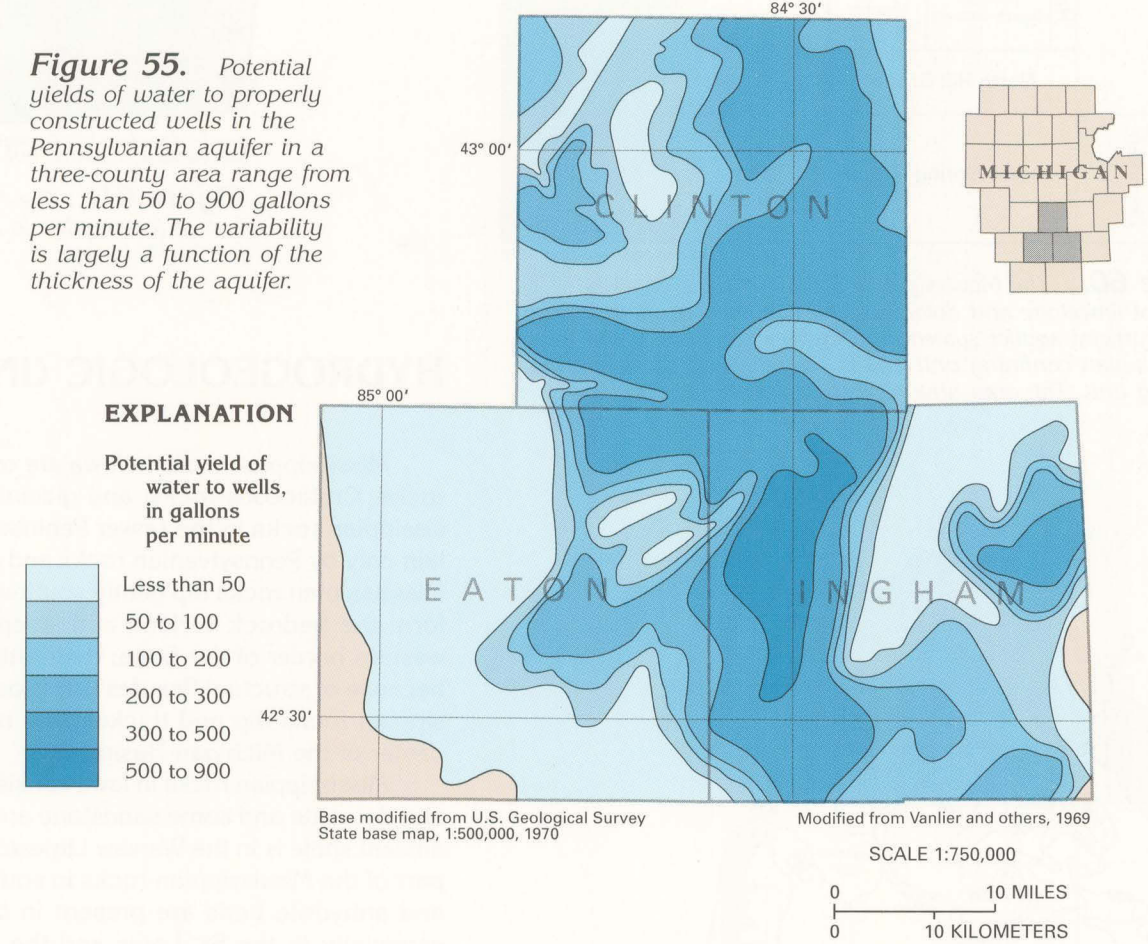 Figure 55. Potential
yields of water to properly
constructed wells in the
Pennsylvanian aquifer in a
three-county area range from
less than 50 to 900 gallons
per minute. The variability
is largely a function of the
thickness of the aquifer.
84° 30′
43° 00′
CLINTON
MICHIGAN
EXPLANATION
Potential yield of
water to wells,
in gallons
per minute
Less than 50
50 to 100
100 to 200
200 to 300
300 to 500
500 to 900
85° 00′
EATON
INGHAM
42° 30′
Base modified from U.S. Geological Survey
State base map, 1:500,000, 1970
Modified from Vanlier and others, 1969
SCALE 1:750,000
0 10 MILES
0 10 KILOMETERS
HYDROGEOLOGIC